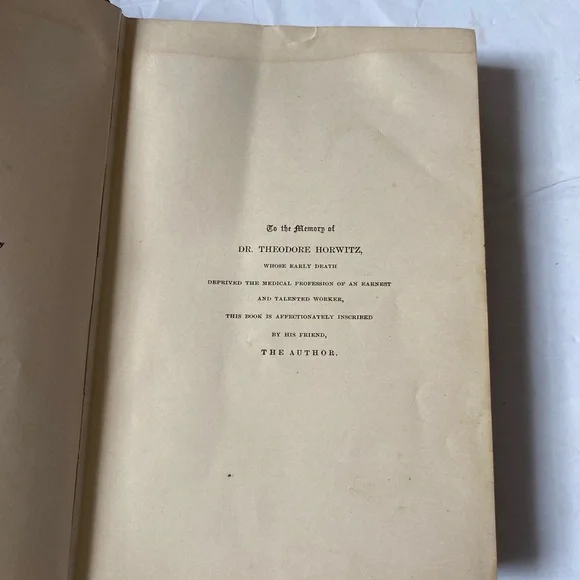 To the Memory of
DR. THEODORE HORWITZ,
WHOSE EARLY DEATH
DEPRIVED THE MEDICAL PROFESSION OF AN EARNEST
AND TALENTED WORKER,
THIS BOOK IS AFFECTIONATELY INSCRIBED
BY HIS FRIEND,
THE AUTHOR.